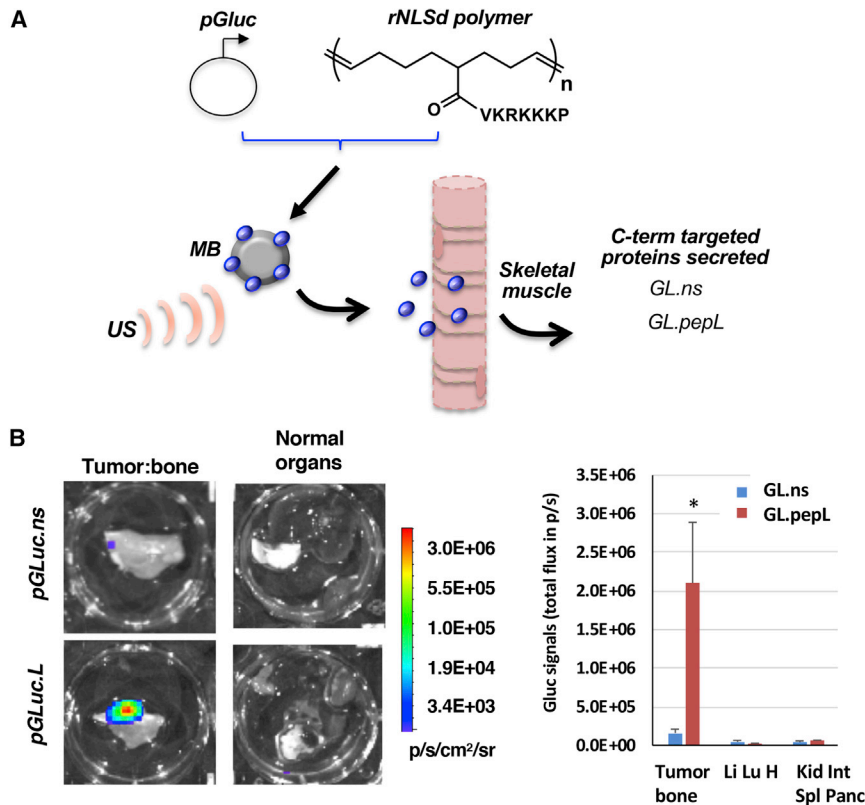 A
pGluc
rNLSd polymer
n
O
VKRKKKP
MB
US
Skeletal
muscle
C-term targeted
proteins secreted
GL.ns
GL.pepL
B
Tumor:bone
Normal
organs
pGLuc.ns
pGLuc.L
3.0E+06
5.5E+05
1.0E+05
1.9E+04
3.4E+03
p/s/cm²/sr
Gluc signals (total flux in p/s)
3.5E+06
3.0E+06
2.5E+06
2.0E+06
1.5E+06
1.0E+06
5.0E+05
0.0E+00
GL.ns
GL.pepL
*
Tumor
bone
Li Lu H
Kid Int
Spl Panc